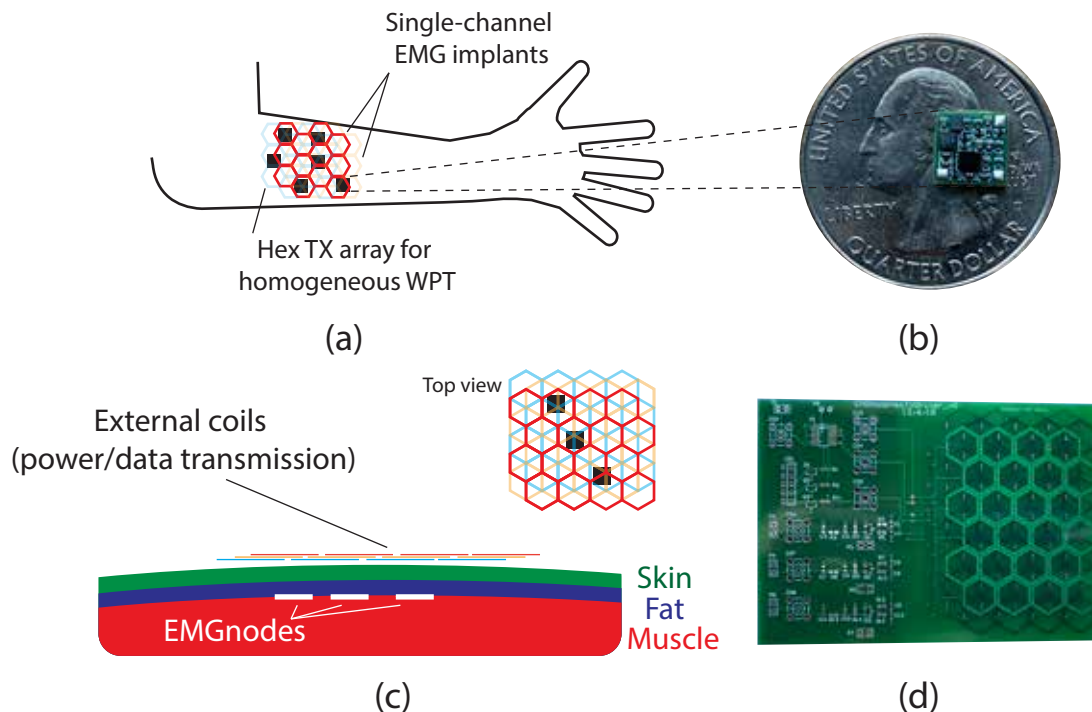 Single-channel
EMG implants
Hex TX array for
homogeneous WPT
(a)
UNITED STATES OF AMERICA
LIBERTY
QUARTER DOLLAR
(b)
Top view
External coils
(power/data transmission)
Skin
Fat
Muscle
EMGnodes
(c)
(d)